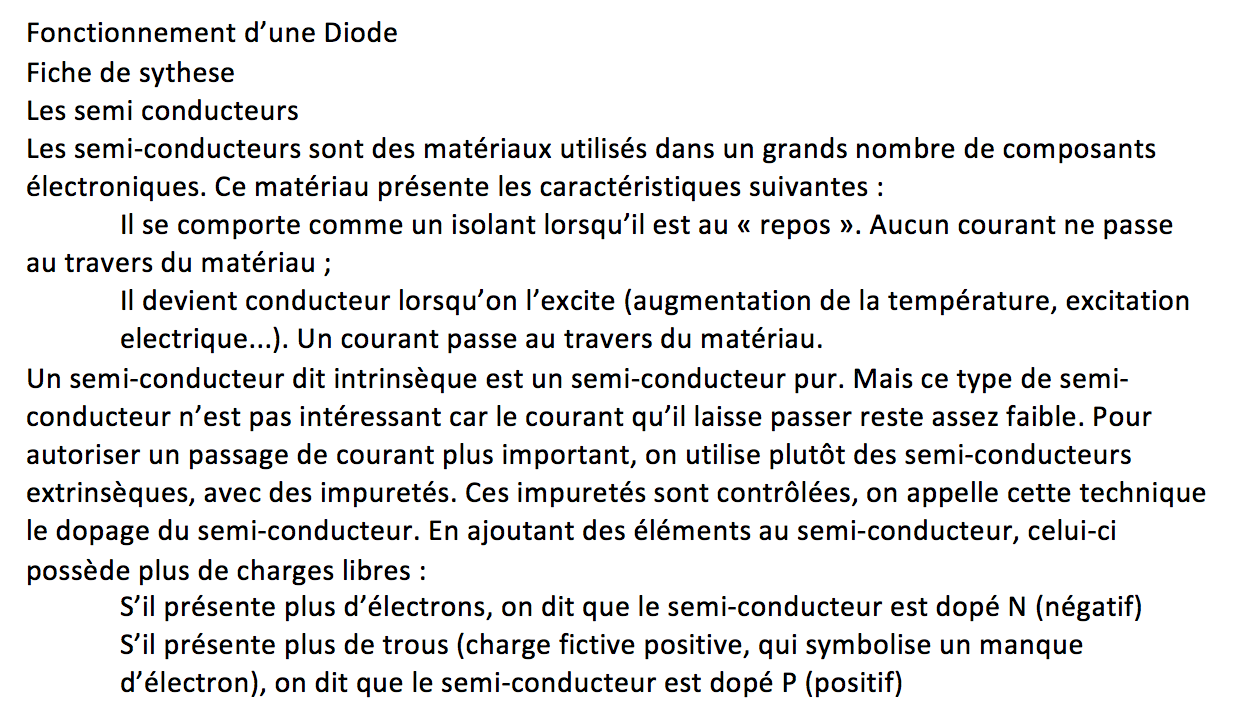 Fonctionnement d’une Diode
Fiche de sythese
Les semi conducteurs
Les semi-conducteurs sont des matériaux utilisés dans un grands nombre de composants
électroniques. Ce matériau présente les caractéristiques suivantes :
Il se comporte comme un isolant lorsqu’il est au « repos ». Aucun courant ne passe
au travers du matériau ;
Il devient conducteur lorsqu’on l’excite (augmentation de la température, excitation
electrique...). Un courant passe au travers du matériau.
Un semi-conducteur dit intrinsèque est un semi-conducteur pur. Mais ce type de semi-
conducteur n’est pas intéressant car le courant qu’il laisse passer reste assez faible. Pour
autoriser un passage de courant plus important, on utilise plutôt des semi-conducteurs
extrinsèques, avec des impuretés. Ces impuretés sont contrôlées, on appelle cette technique
le dopage du semi-conducteur. En ajoutant des éléments au semi-conducteur, celui-ci
possède plus de charges libres :
S’il présente plus d’électrons, on dit que le semi-conducteur est dopé N (négatif)
S’il présente plus de trous (charge fictive positive, qui symbolise un manque
d’électron), on dit que le semi-conducteur est dopé P (positif)